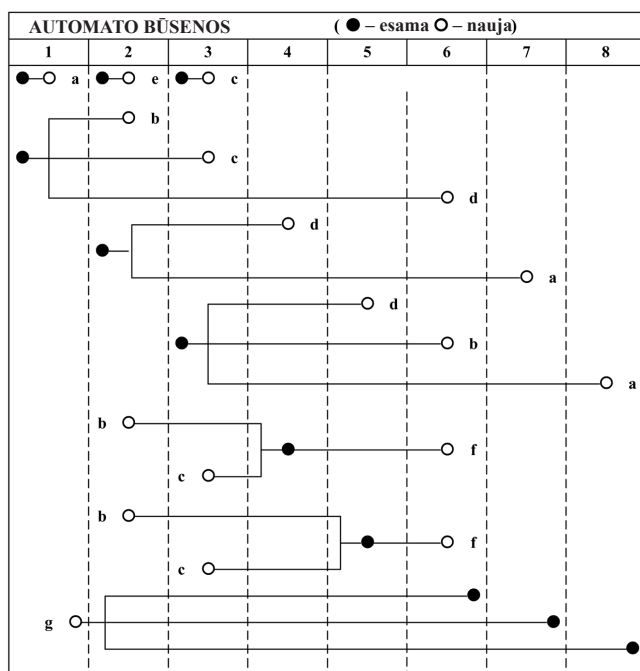 AUTOMATO BŪSENOS ( ● – esama ○ – nauja)
1 2 3 4 5 6 7 8
a e c
b
c
d
d
a
d
b
a
b
f
c
b
f
c
g